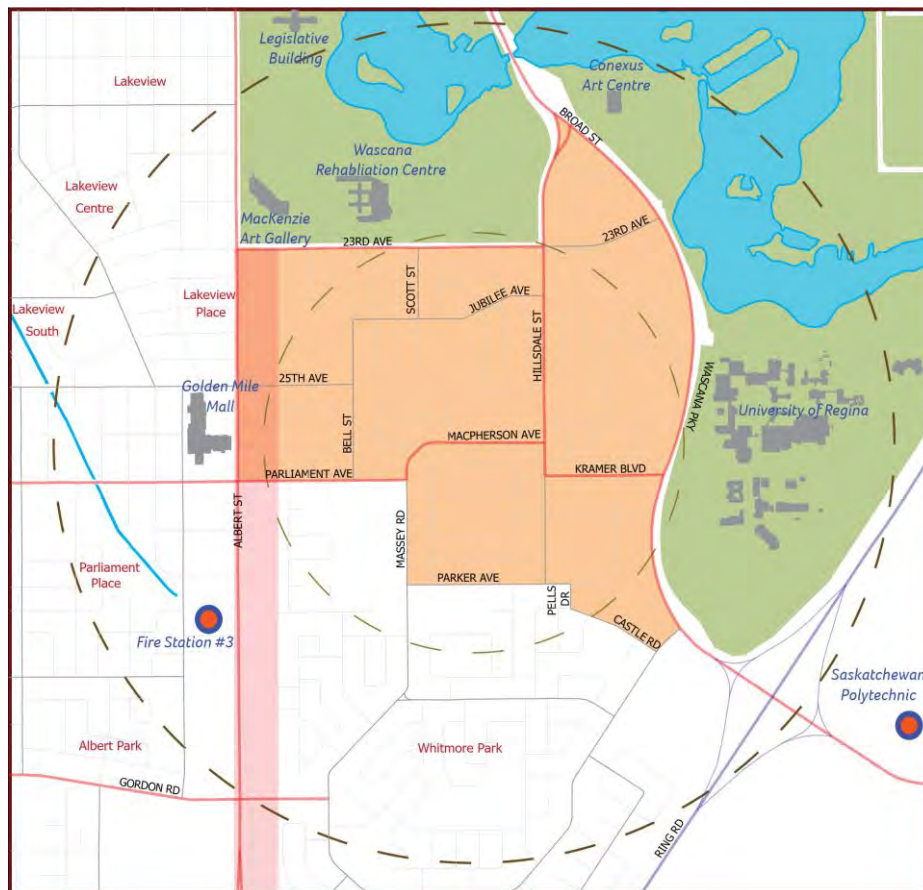 Legislative
Building
Conexus
Art Centre
Lakeview
BROAD ST
Wascana
Rehabliation Centre
Lakeview
Centre
MacKenzie
Art Gallery
23RD AVE
23RD AVE
SCOTT ST
JUBILEE AVE
Lakeview
Place
Lakeview
South
HILLSDALE ST
WASCANA PKY
25TH AVE
Golden Mile
Mall
University of Regina
BELL ST
MACPHERSON AVE
PARLIAMENT AVE
KRAMER BLVD
ALBERT ST
MASSEY RD
Parliament
Place
PARKER AVE
PELLS
DR
CASTLE RD
Fire Station #3
Saskatchewan
Polytechnic
Albert Park
Whitmore Park
GORDON RD
RING RD